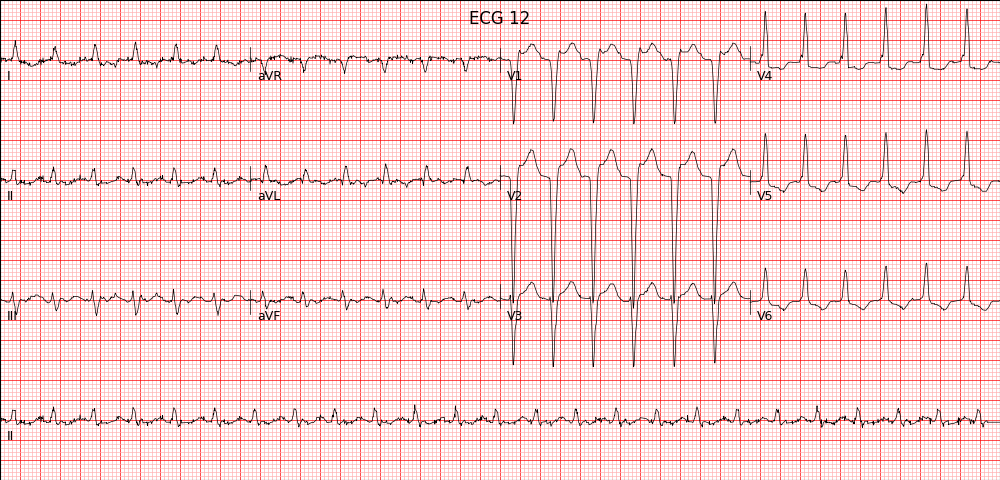 ECG 12
I aVR V1 V4
II aVL V2 V5
III aVF V3 V6
II